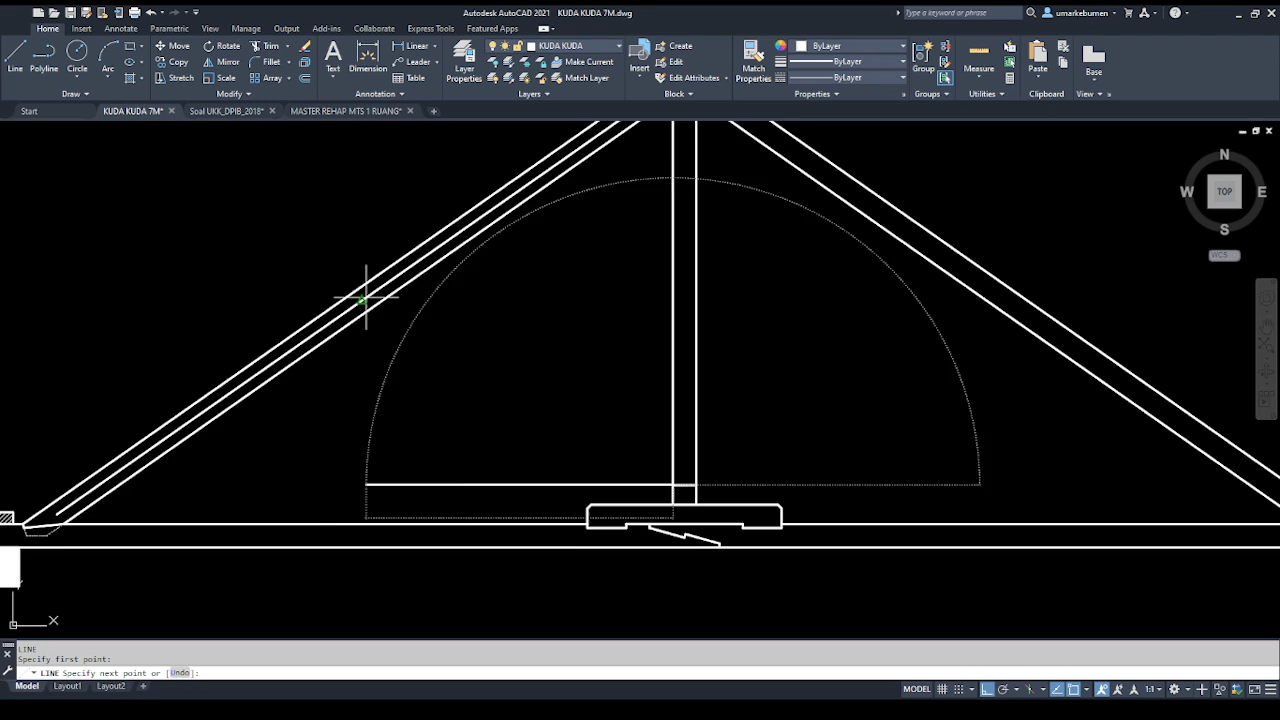 Autodesk AutoCAD 2021 KUDA KUDA 7M.dwg
Type a keyword or phrase
umarkebumen
Home Insert Annotate Parametric View Manage Output Add-ins Collaborate Express Tools Featured Apps
Line Polyline Circle Arc
Move Rotate Trim
Copy Mirror Fillet
Stretch Scale Array
Text Dimension
Linear
Leader
Table
Layer Properties
KUDA KUDA
Make Current
Match Layer
Insert
Create
Edit
Edit Attributes
Match Properties
ByLayer
ByLayer
ByLayer
Group
Measure
Paste
Base
Draw Modify Annotation Layers Block Properties Groups Utilities Clipboard View
Start KUDA KUDA 7M* Soal UKK_DPIB_2018* MASTER REHAP MTS 1 RUANG*
N
W TOP E
S
WCS
X
LINE
Specify first point:
LINE Specify next point or [Undo]:
Model Layout1 Layout2
MODEL 1:1